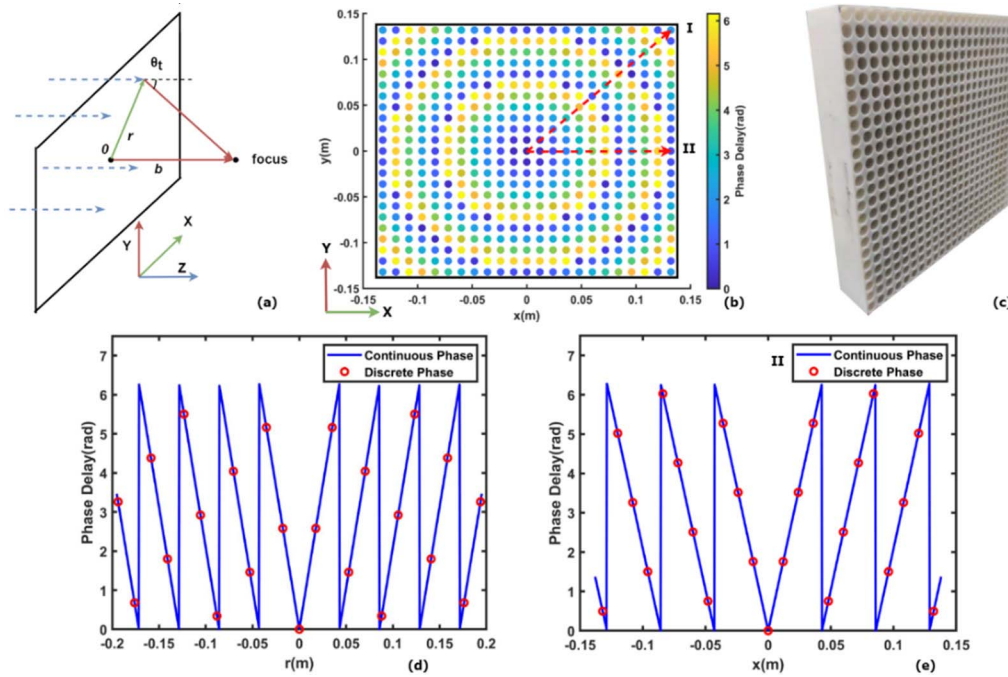 θt
r
0
b
focus
Y
X
Z
(a)
0.15
0.1
0.05
0
-0.05
-0.1
-0.15
y(m)
-0.15
-0.1
-0.05
0
0.05
0.1
0.15
x(m)
Y
X
I
II
6
5
4
3
2
1
0
Phase Delay(rad)
(b)
(c)
7
6
5
4
3
2
1
0
Phase Delay(rad)
Continuous Phase
Discrete Phase
-0.2
-0.15
-0.1
-0.05
0
0.05
0.1
0.15
0.2
r(m)
(d)
7
6
5
4
3
2
1
0
Phase Delay(rad)
II
Continuous Phase
Discrete Phase
-0.15
-0.1
-0.05
0
0.05
0.1
0.15
x(m)
(e)